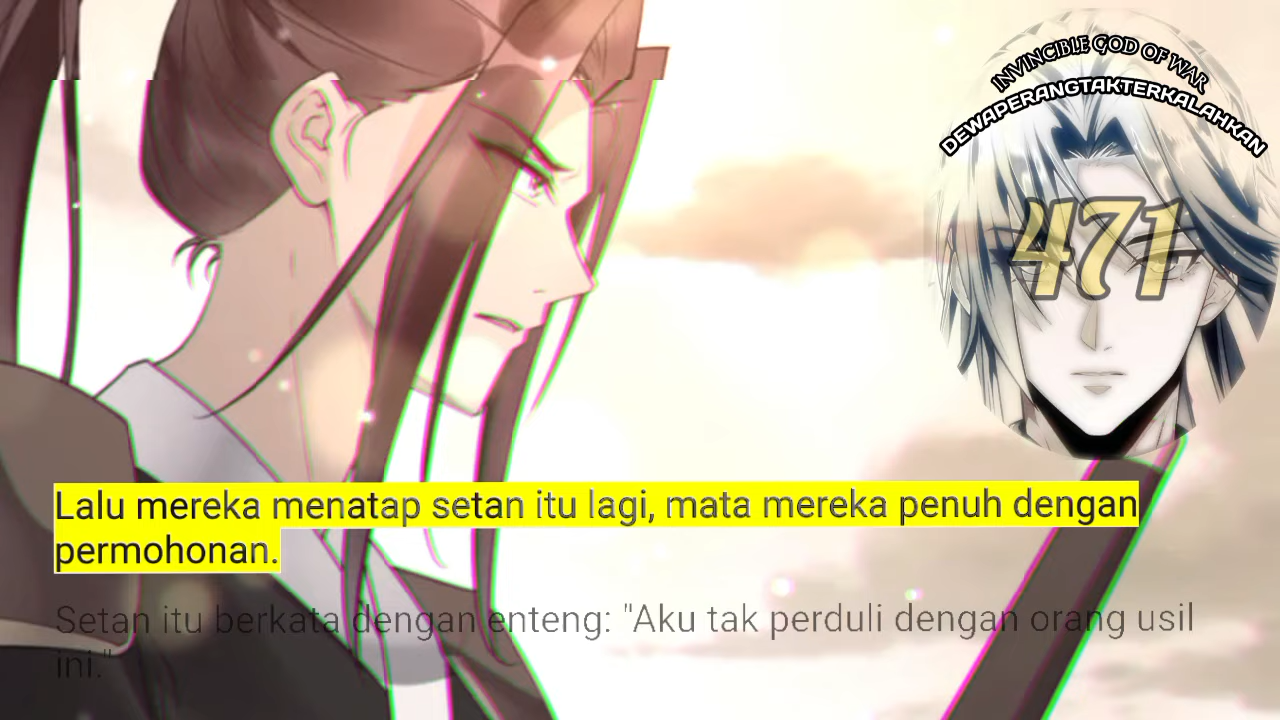 INVINCIBLE GOD OF WAR
DEWAPERANGTAKTERKALAHKAN
471
Lalu mereka menatap setan itu lagi, mata mereka penuh dengan
permohonan.
Setan itu berkata dengan enteng: "Aku tak perduli dengan orang usil
ini."